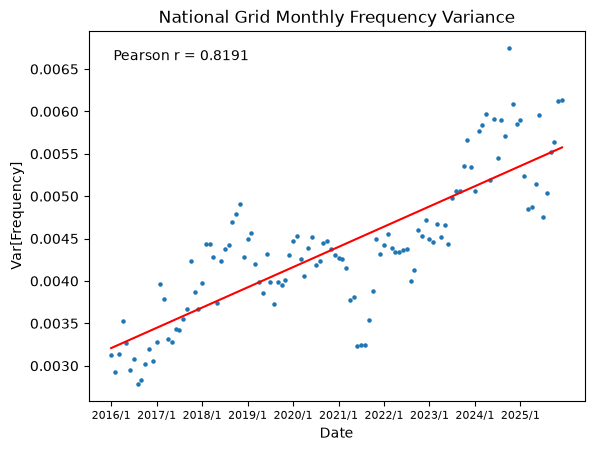 National Grid Monthly Frequency Variance
Pearson r = 0.8191
Var[Frequency]
0.0065
0.0060
0.0055
0.0050
0.0045
0.0040
0.0035
0.0030
2016/1 2017/1 2018/1 2019/1 2020/1 2021/1 2022/1 2023/1 2024/1 2025/1
Date